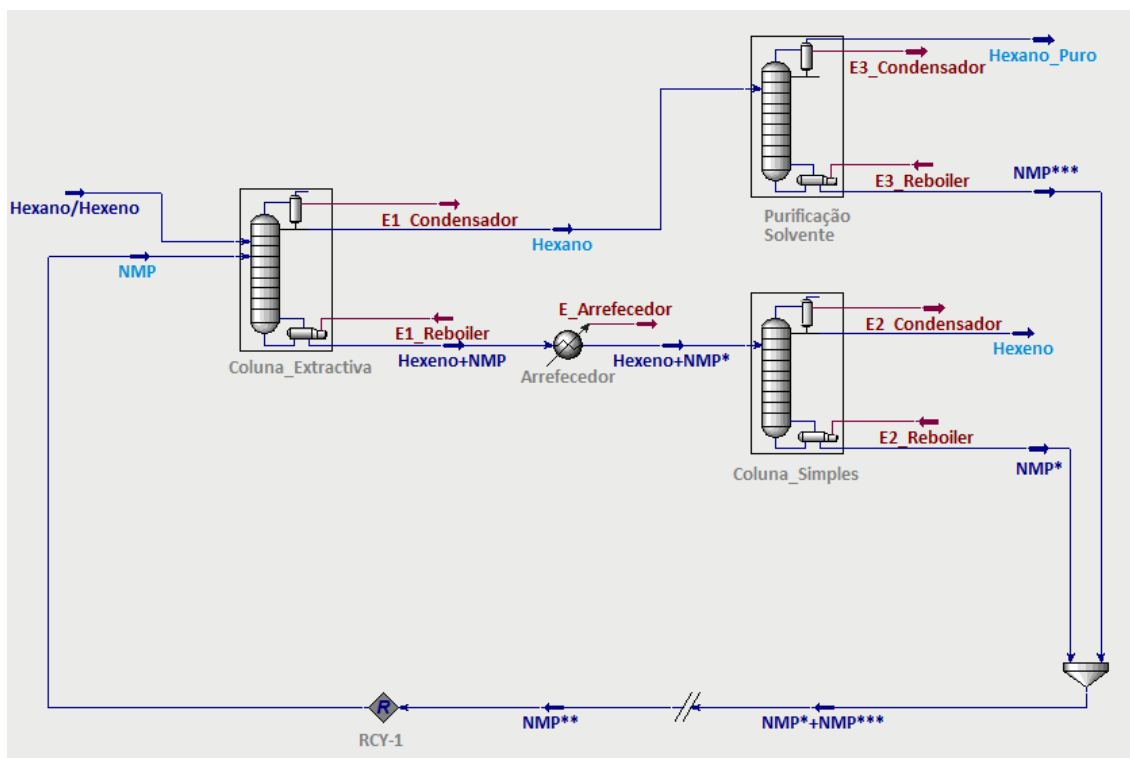 Hexano_Puro
E3_Condensador
NMP***
E3_Reboiler
Purificação
Solvente
Hexano/Hexeno
E1_Condensador
Hexano
NMP
E1_Reboiler
Hexeno+NMP
Coluna_Extractiva
E_Arrefecedor
Arrefecedor
Hexeno+NMP*
E2_Condensador
Hexeno
E2_Reboiler
NMP*
Coluna_Simples
R
RCY-1
NMP**
NMP*+NMP***